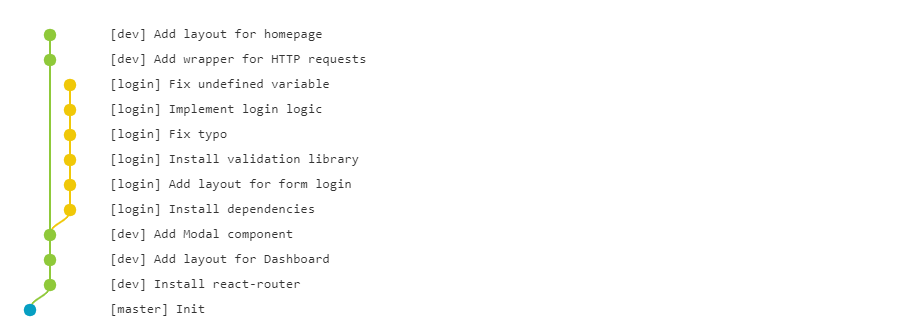 [dev] Add layout for homepage
[dev] Add wrapper for HTTP requests
[login] Fix undefined variable
[login] Implement login logic
[login] Fix typo
[login] Install validation library
[login] Add layout for form login
[login] Install dependencies
[dev] Add Modal component
[dev] Add layout for Dashboard
[dev] Install react-router
[master] Init